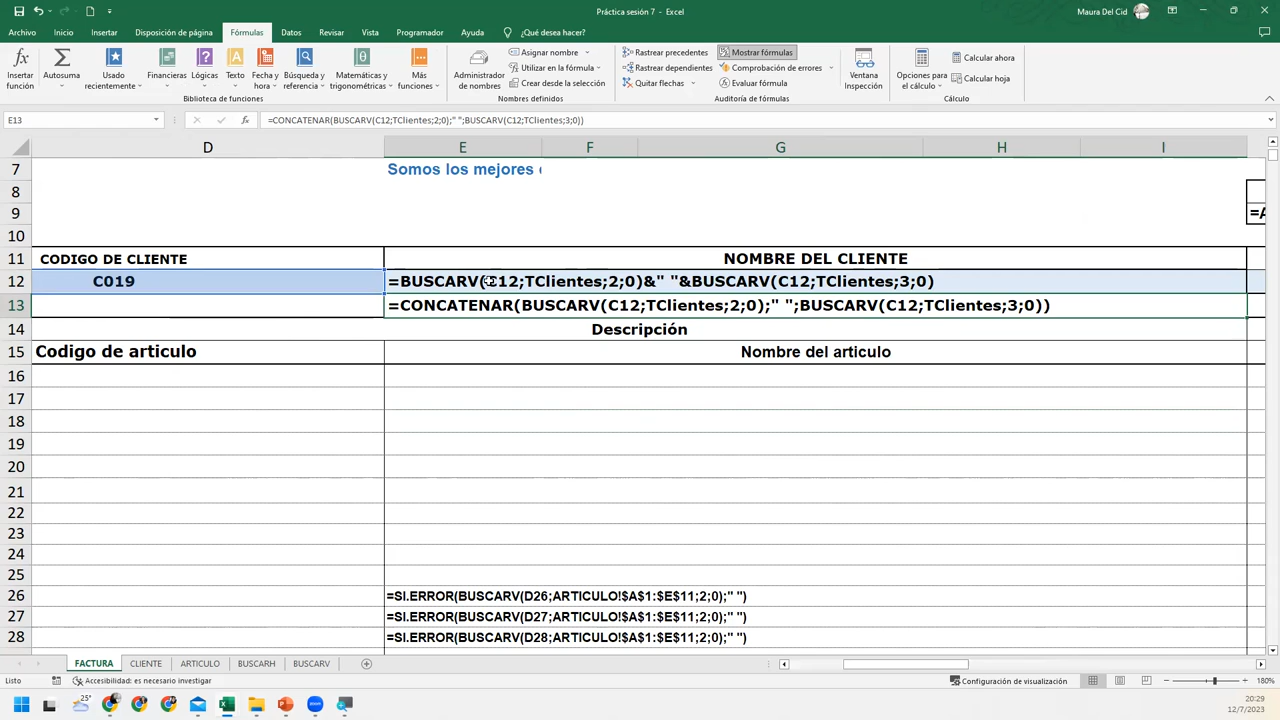 Práctica sesión 7 - Excel
Maura Del Cid
Archivo Inicio Insertar Disposición de página Fórmulas Datos Revisar Vista Programador Ayuda ¿Qué desea hacer?
Insertar función
Autosuma
Usado recientemente
Financieras
Lógicas
Texto
Fecha y hora
Búsqueda y referencia
Matemáticas y trigonométricas
Más funciones
Biblioteca de funciones
Administrador de nombres
Asignar nombre
Utilizar en la fórmula
Crear desde la selección
Nombres definidos
Rastrear precedentes
Rastrear dependientes
Quitar flechas
Mostrar fórmulas
Comprobación de errores
Evaluar fórmula
Auditoría de fórmulas
Ventana Inspección
Opciones para el cálculo
Calcular ahora
Calcular hoja
Cálculo
E13
fx
=CONCATENAR(BUSCARV(C12;TClientes;2;0);" ";BUSCARV(C12;TClientes;3;0))
D E F G H I
7 Somos los mejores
8
9 =A
10
11 CODIGO DE CLIENTE NOMBRE DEL CLIENTE
12 C019 =BUSCARV(C12;TClientes;2;0)&" "&BUSCARV(C12;TClientes;3;0)
13 =CONCATENAR(BUSCARV(C12;TClientes;2;0);" ";BUSCARV(C12;TClientes;3;0))
14 Descripción
15 Codigo de articulo Nombre del articulo
16
17
18
19
20
21
22
23
24
25
26 =SI.ERROR(BUSCARV(D26;ARTICULO!$A$1:$E$11;2;0);" ")
27 =SI.ERROR(BUSCARV(D27;ARTICULO!$A$1:$E$11;2;0);" ")
28 =SI.ERROR(BUSCARV(D28;ARTICULO!$A$1:$E$11;2;0);" ")
FACTURA CLIENTE ARTICULO BUSCARH BUSCARV
Listo Accesibilidad: es necesario investigar Configuración de visualización 180%
25°
20:29
12/7/2023